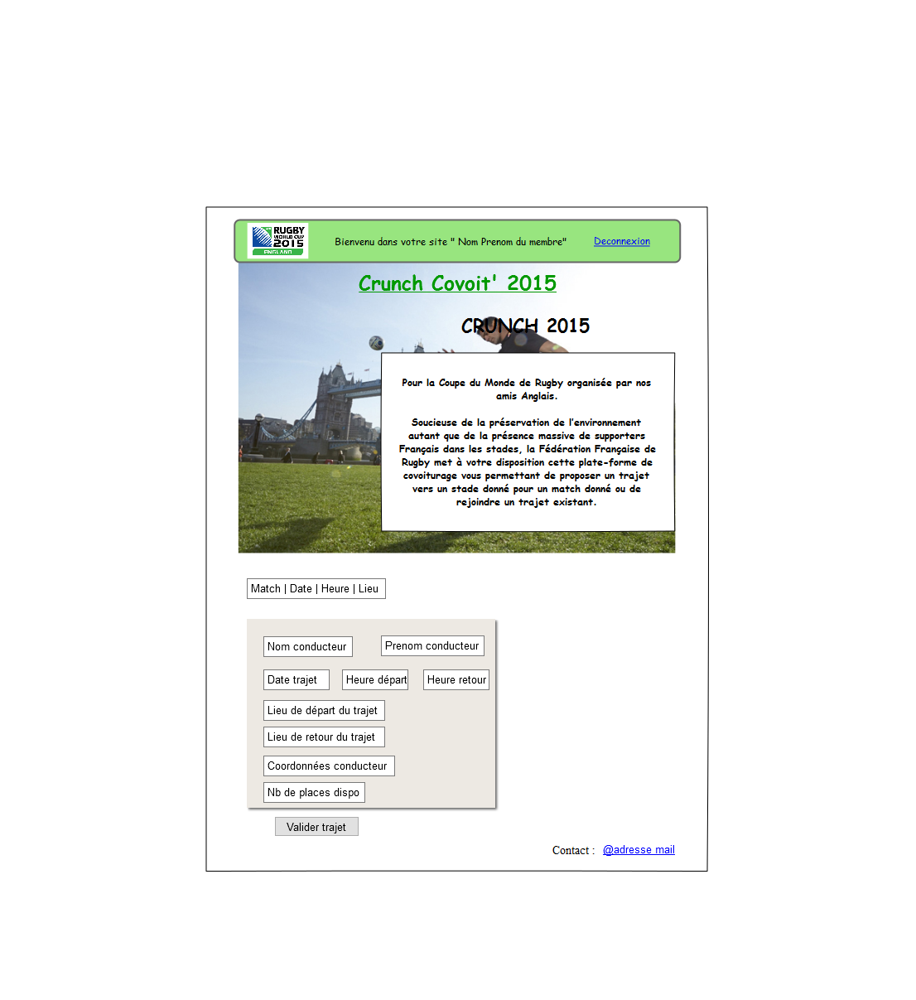 RUGBY
WORLD CUP
2015
ENGLAND
Bienvenu dans votre site " Nom Prenom du membre"
Deconnexion
Crunch Covoit' 2015
CRUNCH 2015
Pour la Coupe du Monde de Rugby organisée par nos
amis Anglais.
Soucieuse de la préservation de l'environnement
autant que de la présence massive de supporters
Français dans les stades, la Fédération Française de
Rugby met à votre disposition cette plate-forme de
covoiturage vous permettant de proposer un trajet
vers un stade donné pour un match donné ou de
rejoindre un trajet existant.
Match | Date | Heure | Lieu
Nom conducteur
Prenom conducteur
Date trajet
Heure départ
Heure retour
Lieu de départ du trajet
Lieu de retour du trajet
Coordonnées conducteur
Nb de places dispo
Valider trajet
Contact : @adresse mail